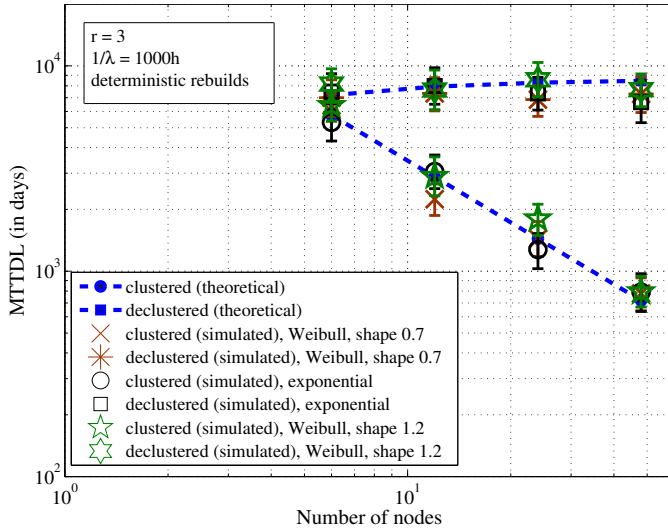 r = 3
1/λ = 1000h
deterministic rebuilds
10^4
10^3
10^2
MTTDL (in days)
clustered (theoretical)
declustered (theoretical)
clustered (simulated), Weibull, shape 0.7
declustered (simulated), Weibull, shape 0.7
clustered (simulated), exponential
declustered (simulated), exponential
clustered (simulated), Weibull, shape 1.2
declustered (simulated), Weibull, shape 1.2
10^0
10^1
Number of nodes